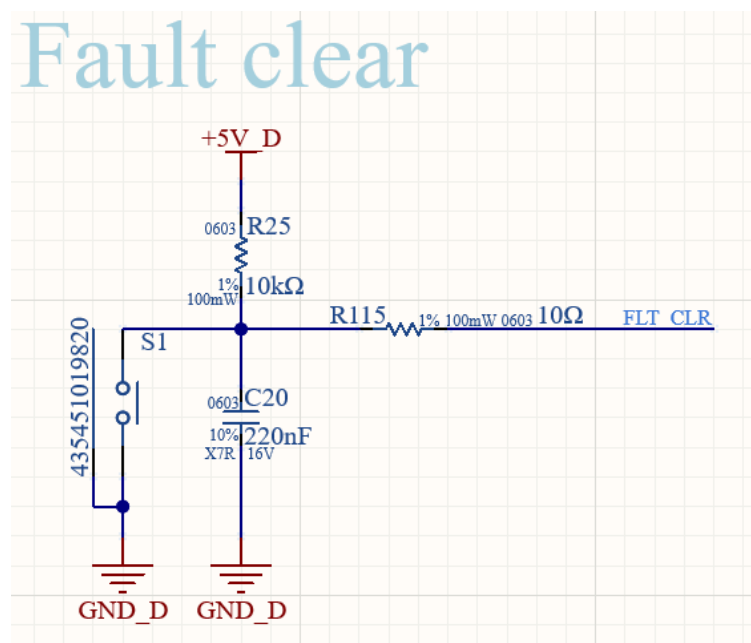 Fault clear
+5V_D
0603 R25
1% 10kΩ
100mW
R115 1% 100mW 0603 10Ω FLT_CLR
S1
4354451019820
0603 C20
10% 220nF
X7R 16V
GND_D GND_D